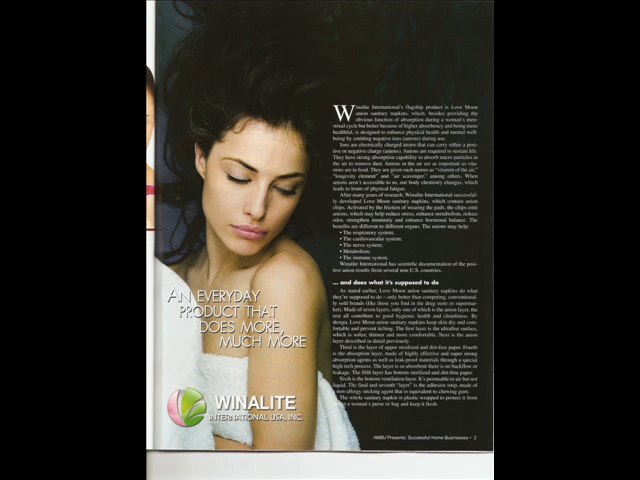 AN EVERYDAY
PRODUCT THAT
DOES MORE,
MUCH MORE
WINALITE
INTERNATIONAL USA, INC.
Winalite International's flagship product is Love Moon
anion sanitary napkins, which, besides providing the
obvious function of absorption during a woman's men-
strual cycle but better because of higher absorbency and being more
healthful, is designed to enhance physical health and mental well-
being by emitting negative ions (anions) during use.
Ions are electrically charged atoms that can carry either a posi-
tive or negative charge (anions). Anions are required to sustain life.
They have strong absorption capability to absorb micro particles in
the air to remove dust. Anions in the air are as important as vita-
mins are in food. They are given such names as "vitamin of the air,"
"longevity element" and "air scavenger," among others. When
anions aren't accessible to us, our body chemistry changes, which
leads to bouts of physical fatigue.
After many years of research, Winalite International successful-
ly developed Love Moon sanitary napkins, which contain anion
chips. Activated by the friction of wearing the pads, the chips emit
anions, which may help reduce stress, enhance metabolism, reduce
odor, strengthen immunity and enhance hormonal balance. The
benefits are different to different organs. The anions may help:
• The respiratory system;
• The cardiovascular system;
• The nerve system;
• Metabolism;
• The immune system.
Winalite International has scientific documentation of the posi-
tive anion results from several non-U.S. countries.
... and does what it's supposed to do
As stated earlier, Love Moon anion sanitary napkins do what
they're supposed to do – only better than competing, convention-
ly sold brands (like those you find in the drug store or supermar-
ket). Made of seven layers, only one of which is the anion layer, the
rest all contribute to good hygienic health and cleanliness. By
design, Love Moon anion sanitary napkins keep skin dry and com-
fortable and prevent itching. The first layer is the ultrafine surface,
which is softer, thinner and more comfortable. Next is the anion
layer described in detail previously.
Third is the layer of upper sterilized and dirt-free paper. Fourth
is the absorption layer, made of highly effective and super strong
absorption agents as well as leak-proof materials through a special
high-tech process. The layer is so absorbent there is no backflow or
leakage. The fifth layer has bottom sterilized and dirt-free paper.
Sixth is the bottom ventilation layer. It's permeable to air but not
liquid. The final and seventh "layer" is the adhesive strip, made of
non-allergy sticking agent that is equivalent to chewing gum.
The whole sanitary napkin is plastic wrapped to protect it from
a woman's purse or bag and keep it fresh.
NMBJ Presents: Successful Home Businesses • 3